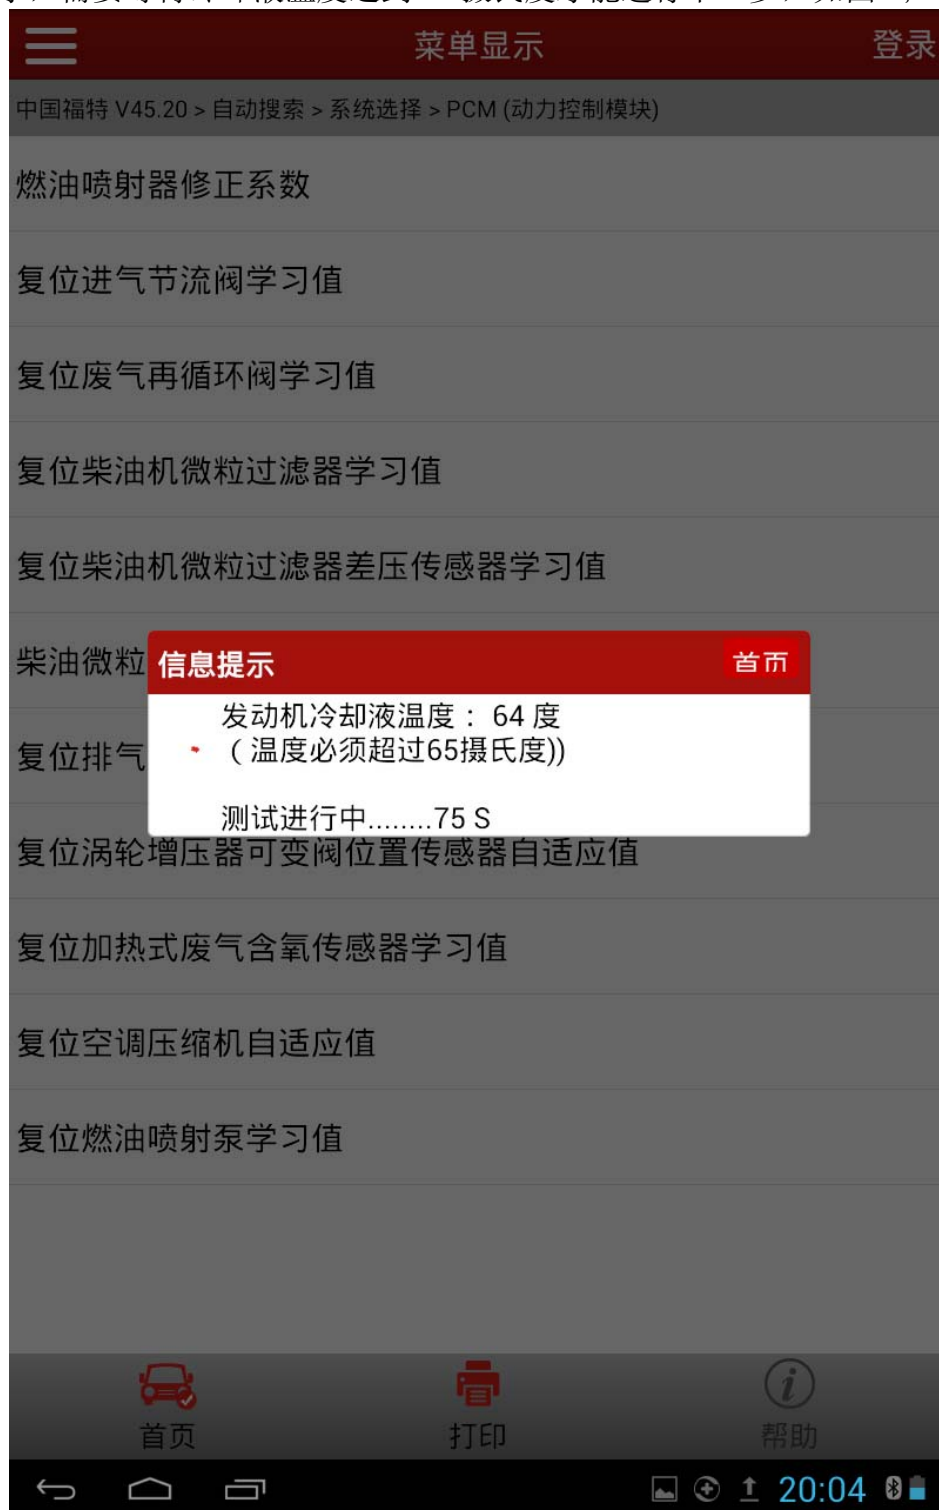 菜单显示
登录
中国福特 V45.20 > 自动搜索 > 系统选择 > PCM (动力控制模块)
燃油喷射器修正系数
复位进气节流阀学习值
复位废气再循环阀学习值
复位柴油机微粒过滤器学习值
复位柴油机微粒过滤器差压传感器学习值
柴油微粒
信息提示
首页
发动机冷却液温度： 64 度
复位排气
（ 温度必须超过65摄氏度))
测试进行中........75 S
复位涡轮增压器可变阀位置传感器自适应值
复位加热式废气含氧传感器学习值
复位空调压缩机自适应值
复位燃油喷射泵学习值
首页
打印
帮助
20:04